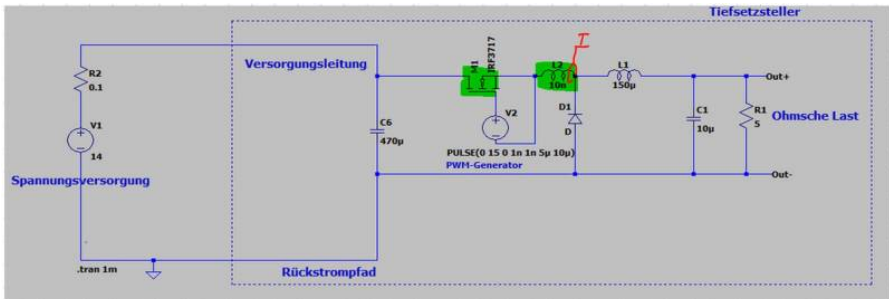 Tiefsetzsteller
Versorgungsleitung
M1
IRF3717
L2
10n
I
L1
150µ
Out+
R2
0.1
V1
14
Spannungsversorgung
C6
470µ
V2
PULSE(0 15 0 1n 1n 5µ 10µ)
PWM-Generator
D1
D
C1
10µ
R1
5
Ohmsche Last
Out-
.tran 1m
Rückstrompfad